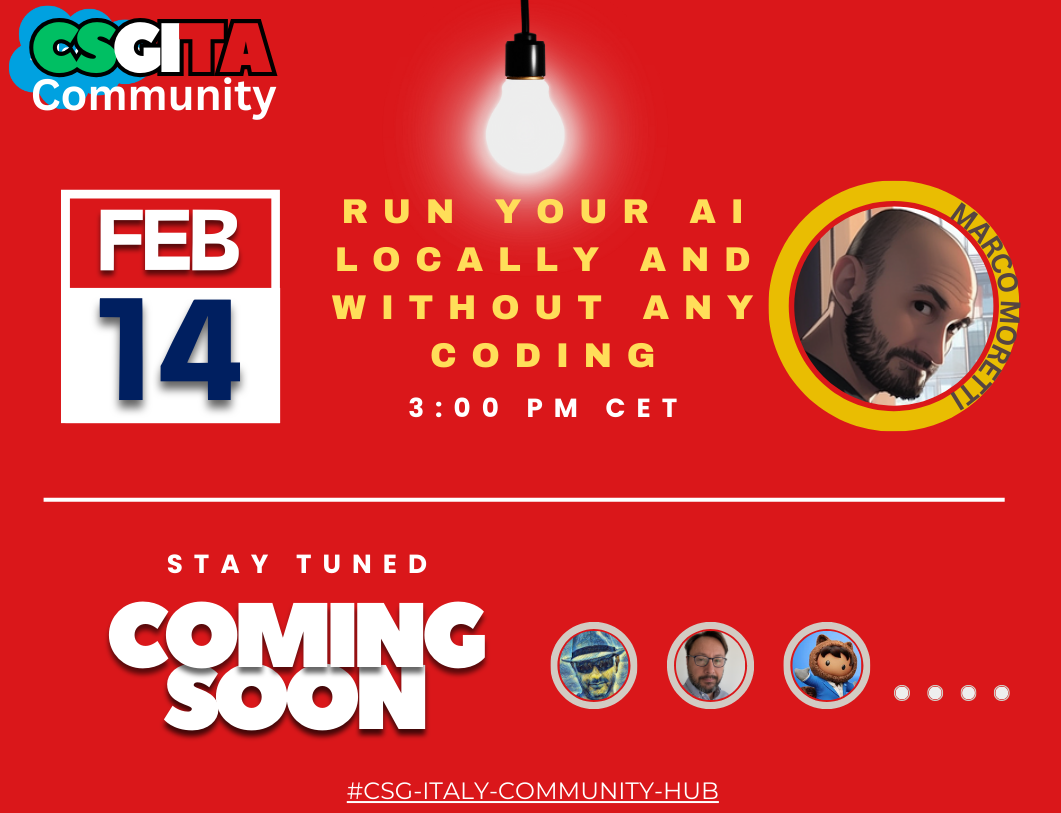 CSGITA
Community
FEB
14
RUN YOUR AI
LOCALLY AND
WITHOUT ANY
CODING
3:00 PM CET
MARCO MORETTI
STAY TUNED
COMING
SOON
#CSG-ITALY-COMMUNITY-HUB